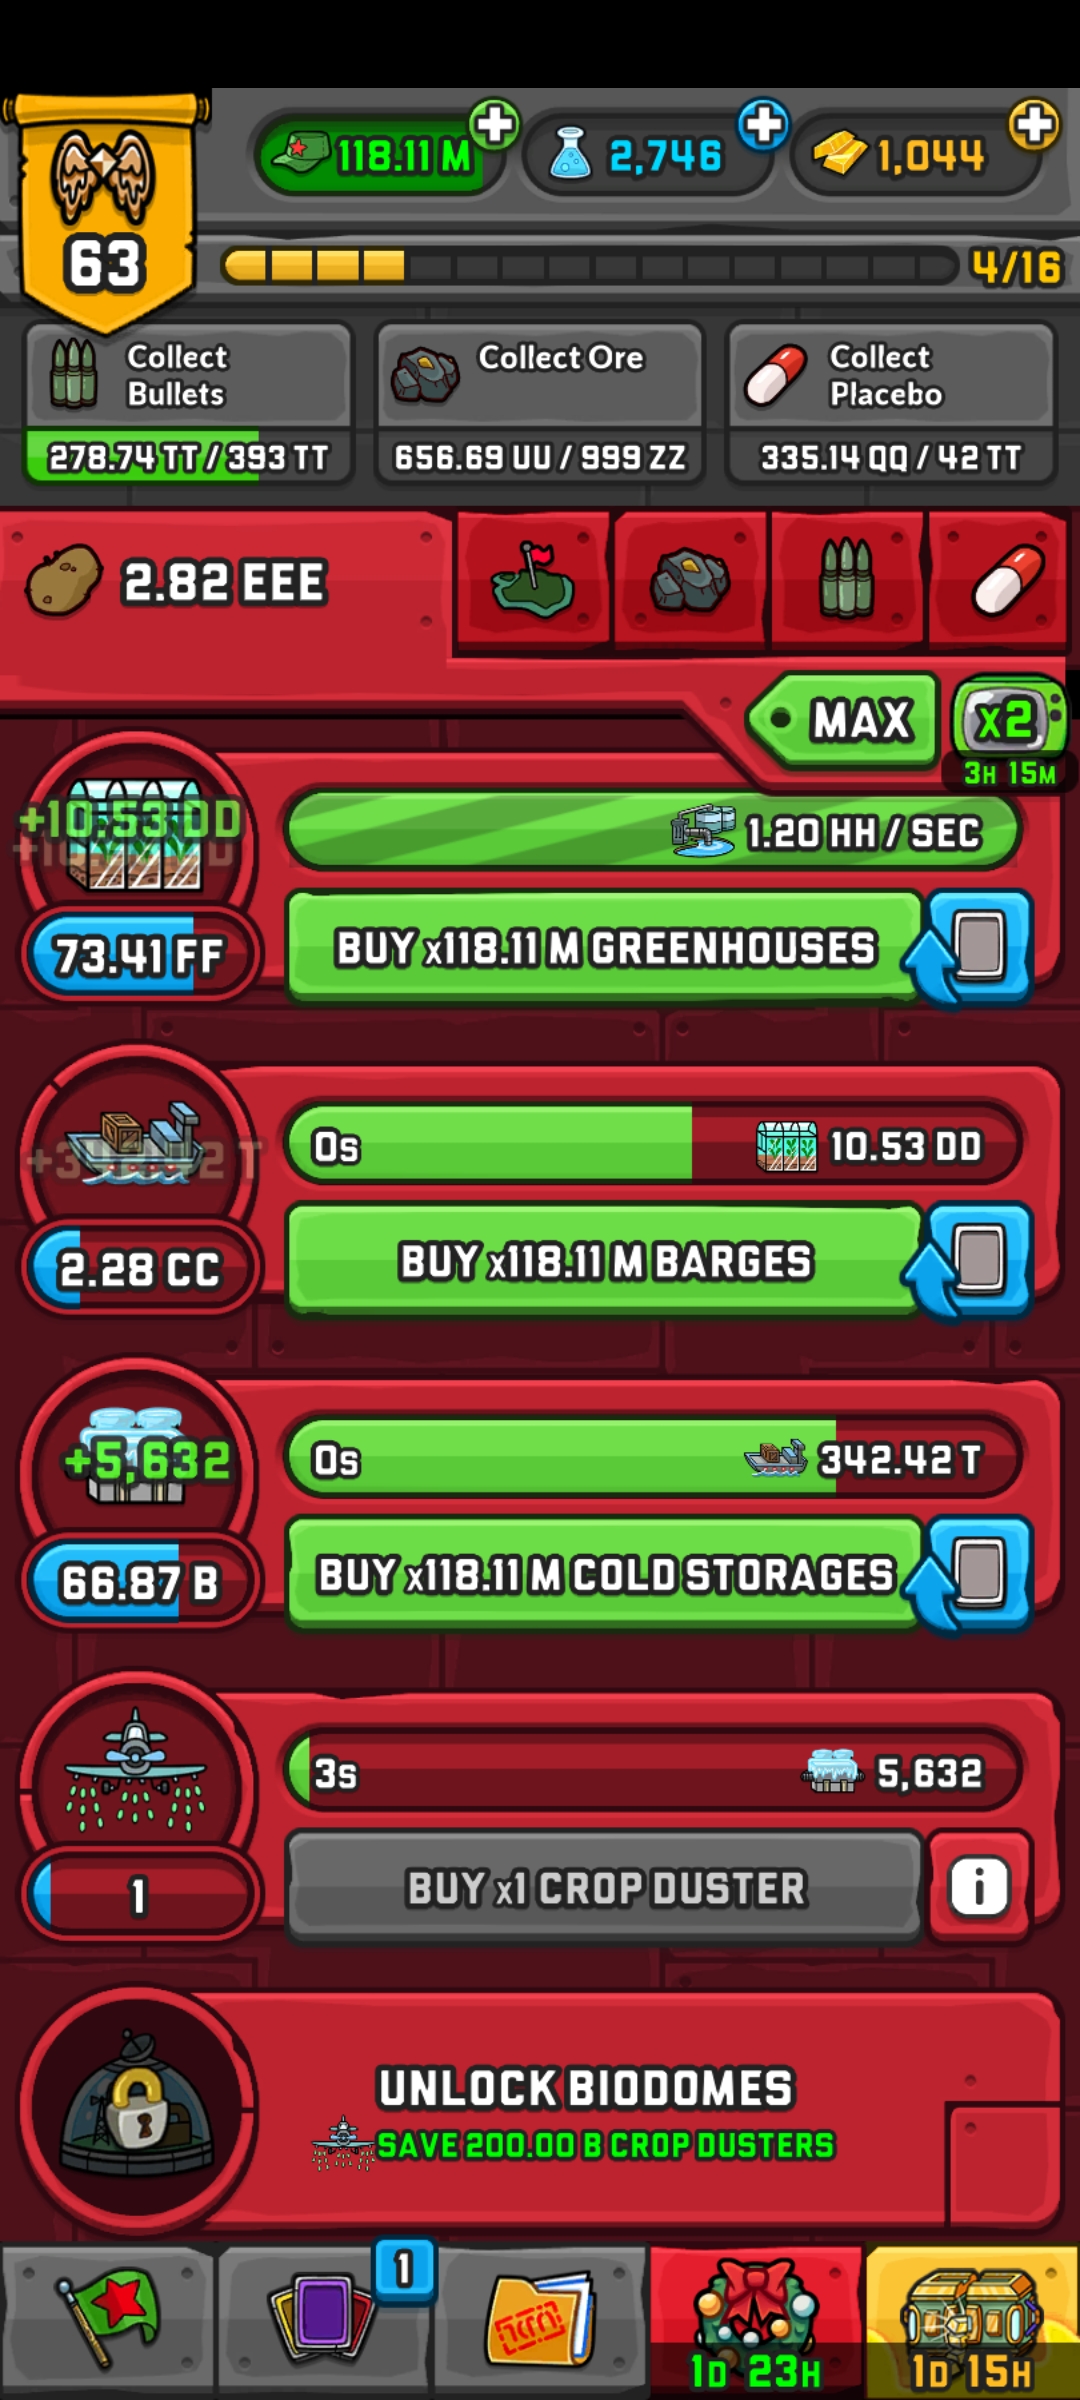 118.11 M
2,746
1,044
63
4/16
Collect
Bullets
278.74 TT / 393 TT
Collect Ore
656.69 UU / 999 ZZ
Collect
Placebo
335.14 QQ / 42 TT
2.82 EEE
MAX
x2
3H 15M
+10.53 DD
1.20 HH / SEC
73.41 FF
BUY x118.11 M GREENHOUSES
0s
10.53 DD
2.28 CC
BUY x118.11 M BARGES
+5,632
0s
342.42 T
66.87 B
BUY x118.11 M COLD STORAGES
3s
5,632
1
BUY x1 CROP DUSTER
i
UNLOCK BIODOMES
SAVE 200.00 B CROP DUSTERS
1
1D 23H
1D 15H